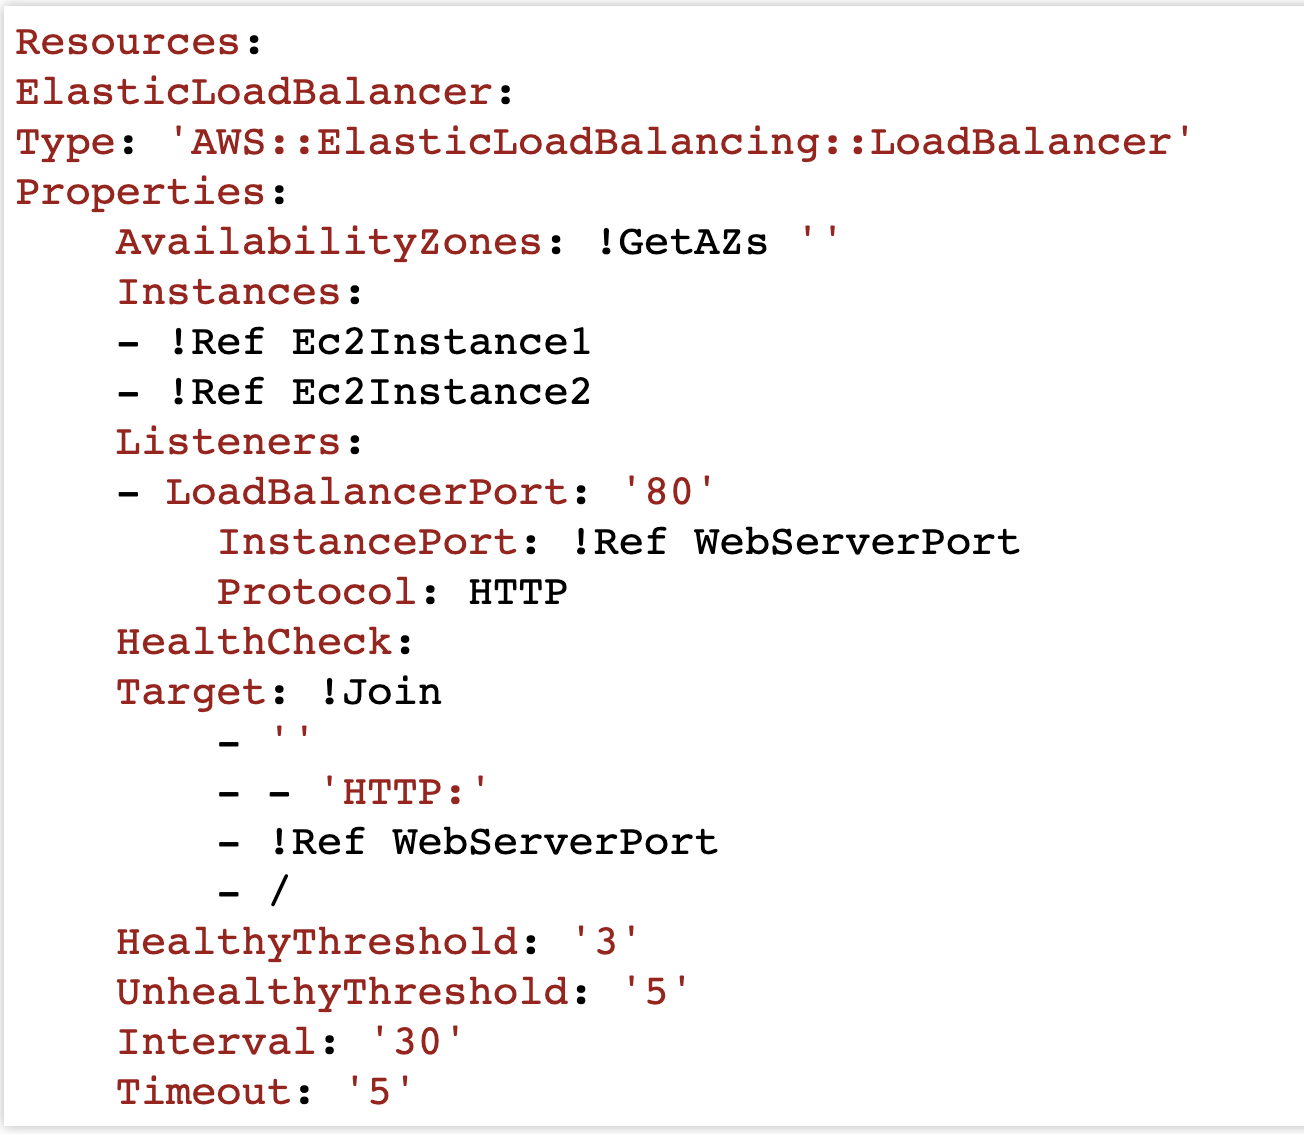 Resources:
ElasticLoadBalancer:
Type: 'AWS::ElasticLoadBalancing::LoadBalancer'
Properties:
    AvailabilityZones: !GetAZs ''
    Instances:
    - !Ref Ec2Instance1
    - !Ref Ec2Instance2
    Listeners:
    - LoadBalancerPort: '80'
        InstancePort: !Ref WebServerPort
        Protocol: HTTP
    HealthCheck:
    Target: !Join
        - ''
        - - 'HTTP:'
        - !Ref WebServerPort
        - /
    HealthyThreshold: '3'
    UnhealthyThreshold: '5'
    Interval: '30'
    Timeout: '5'